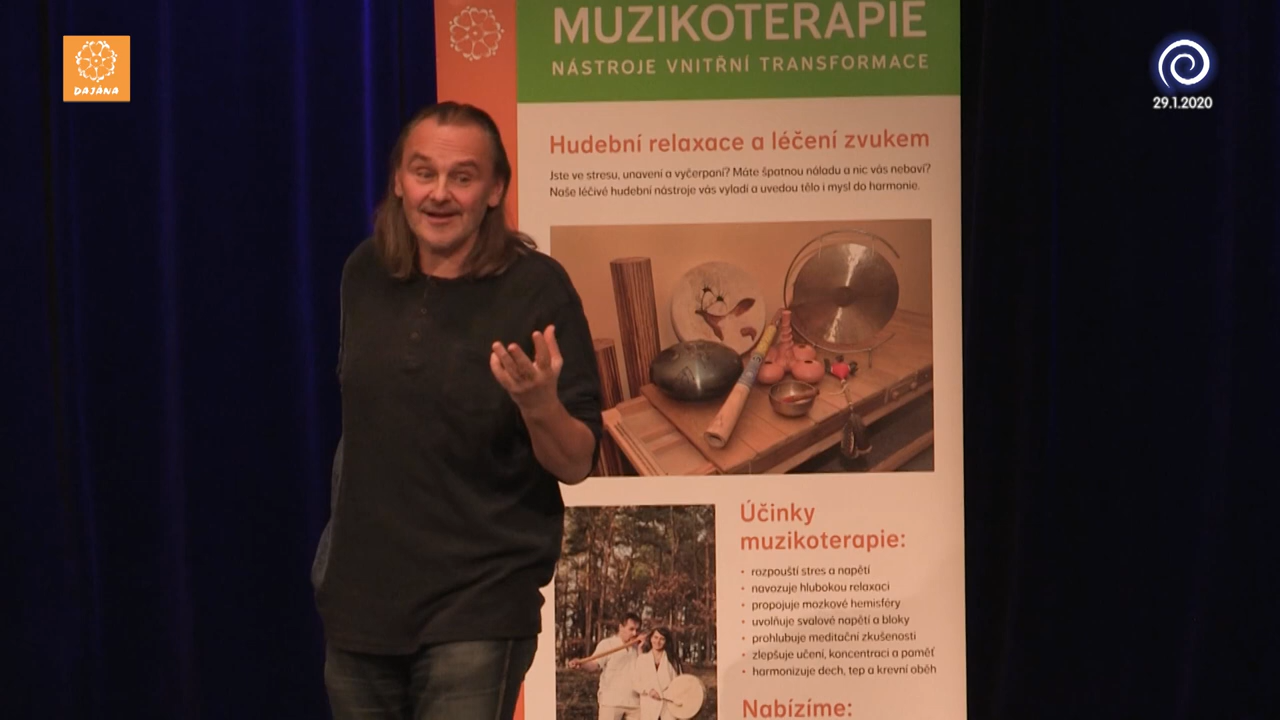 DAJÁNA
29.1.2020
MUZIKOTERAPIE
NÁSTROJE VNITŘNÍ TRANSFORMACE
Hudební relaxace a léčení zvukem
Jste ve stresu, unavení a vyčerpaní? Máte špatnou náladu a nic vás nebaví?
Naše léčivé hudební nástroje vás vyladí a uvedou tělo i mysl do harmonie.
Účinky
muzikoterapie:
• rozpouští stres a napětí
• navozuje hlubokou relaxaci
• propojuje mozkové hemisféry
• uvolňuje svalové napětí a bloky
• prohlubuje meditační zkušenosti
• zlepšuje učení, koncentraci a paměť
• harmonizuje dech, tep a krevní oběh
Nabízíme: